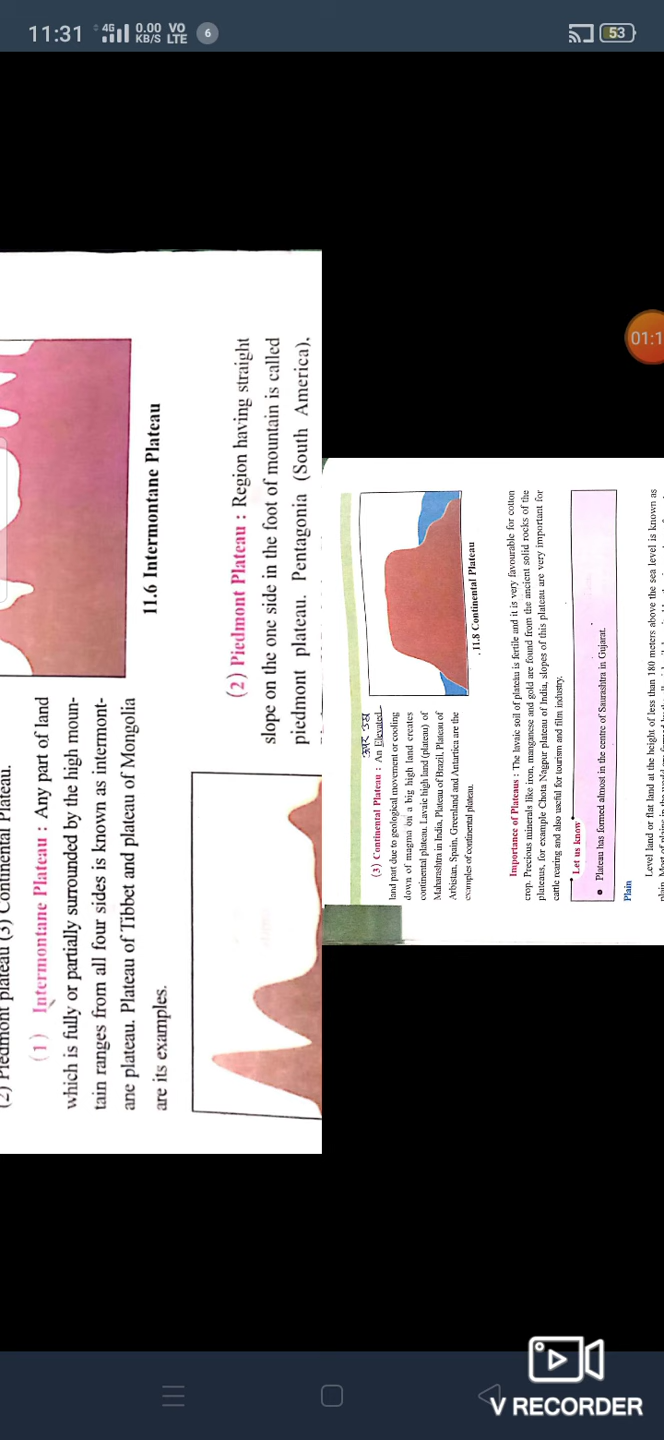 11:31
4G
0.00
KB/S
VO
LTE
6
53
01:1
(2) Piedmont plateau (3) Continental Plateau.
(1) Intermontane Plateau : Any part of land
which is fully or partially surrounded by the high moun-
tain ranges from all four sides is known as intermont-
ane plateau. Plateau of Tibbet and plateau of Mongolia
are its examples.
11.6 Intermontane Plateau
(2) Piedmont Plateau : Region having straight
slope on the one side in the foot of mountain is called
piedmont plateau. Pentagonia (South America),
(3) Continental Plateau : An Elevated
land part due to geological movement or cooling
down of magma on a big high land creates
continental plateau. Lavaic high land (plateau) of
Maharashtra in India, Plateau of Brazil, Plateau of
Arbistan, Spain, Greenland and Antartica are the
examples of continental plateau.
11.8 Continental Plateau
Importance of Plateaus : The lavaic soil of plateau is fertile and it is very favourable for cotton
crop. Precious minerals like iron, manganese and gold are found from the ancient solid rocks of the
plateaus, for example Chota Nagpur plateau of India, slopes of this plateau are very important for
cattle rearing and also useful for tourism and film industry.
Let us know
• Plateau has formed almost in the centre of Saurashtra in Gujarat.
Plain
Level land or flat land at the height of less than 180 meters above the sea level is known as
V RECORDER